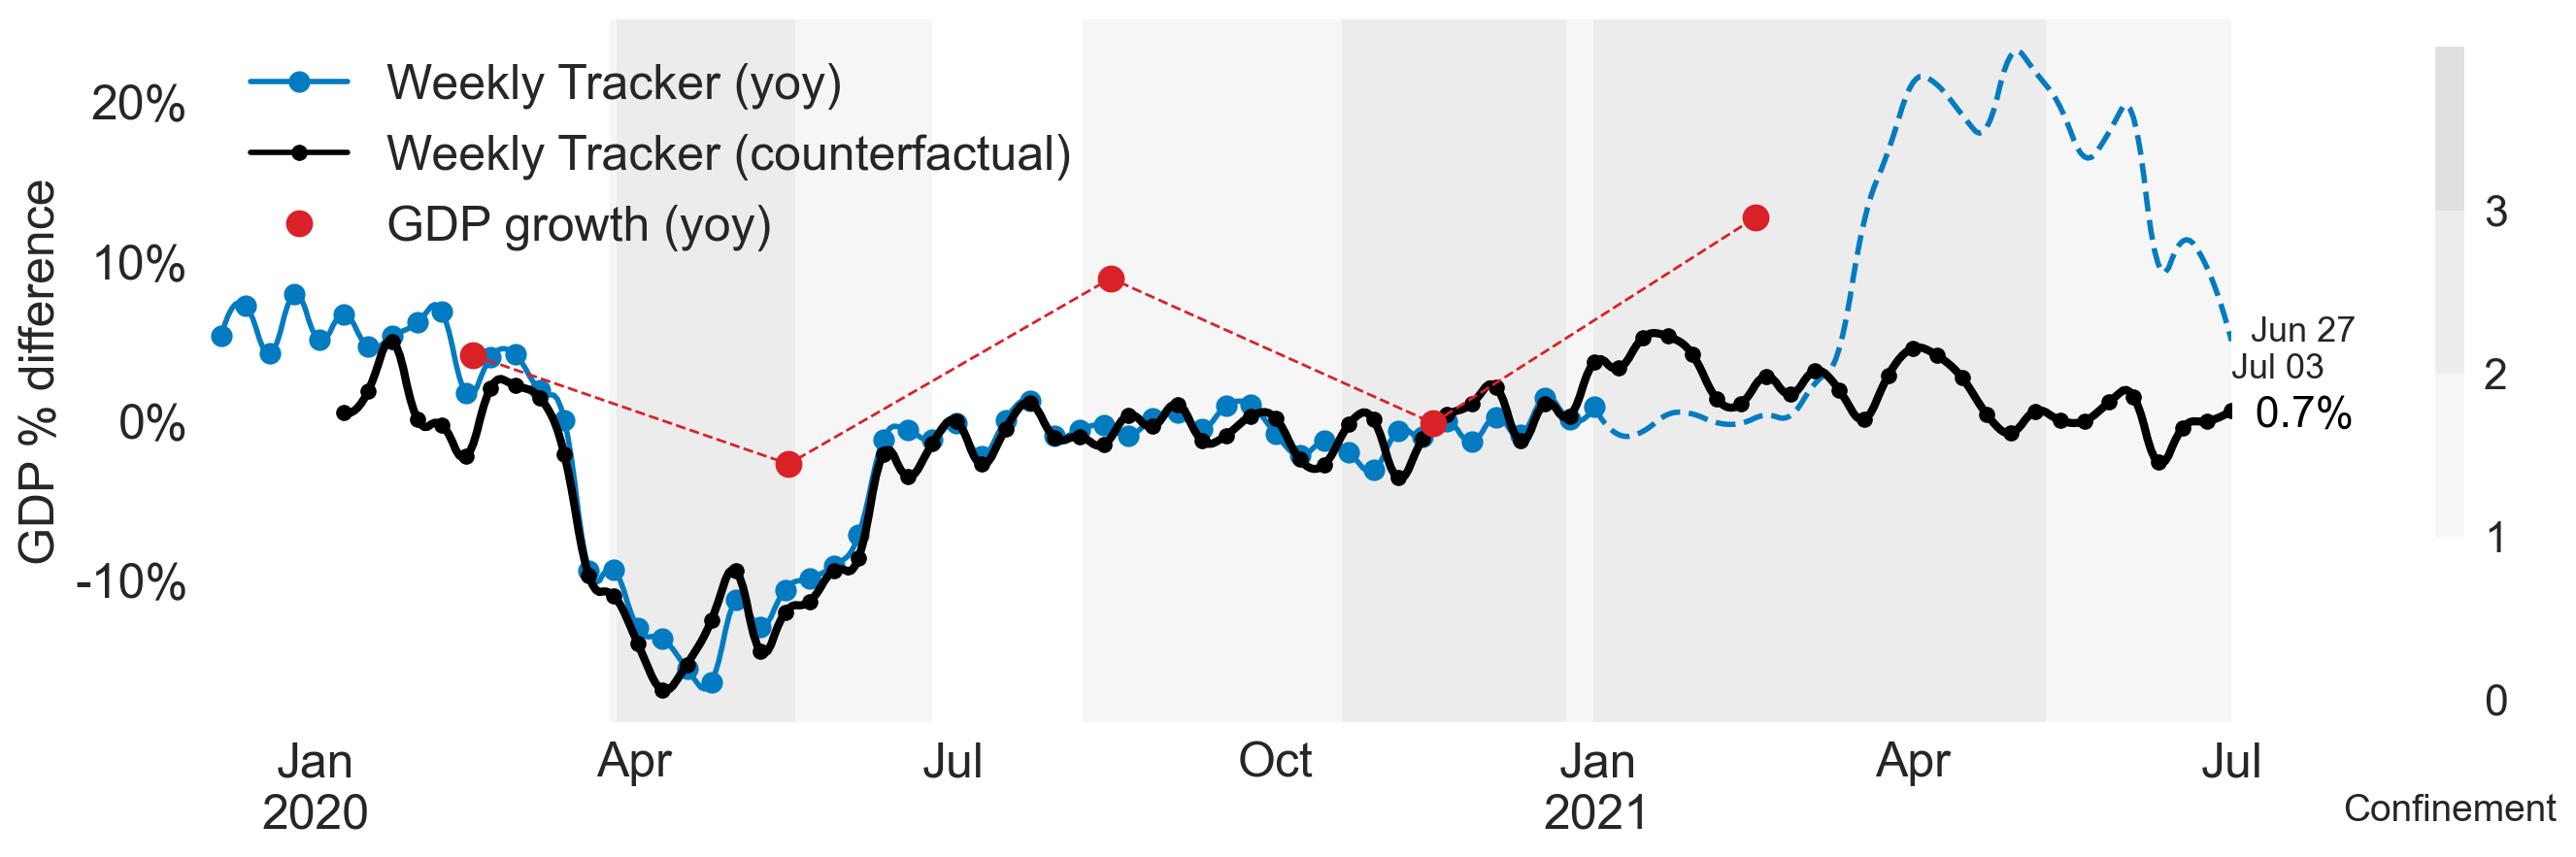 Weekly Tracker (yoy)
Weekly Tracker (counterfactual)
GDP growth (yoy)
GDP % difference
20%
10%
0%
-10%
Jan
2020
Apr
Jul
Oct
Jan
2021
Apr
Jul
Jun 27
Jul 03
0.7%
3
2
1
0
Confinement